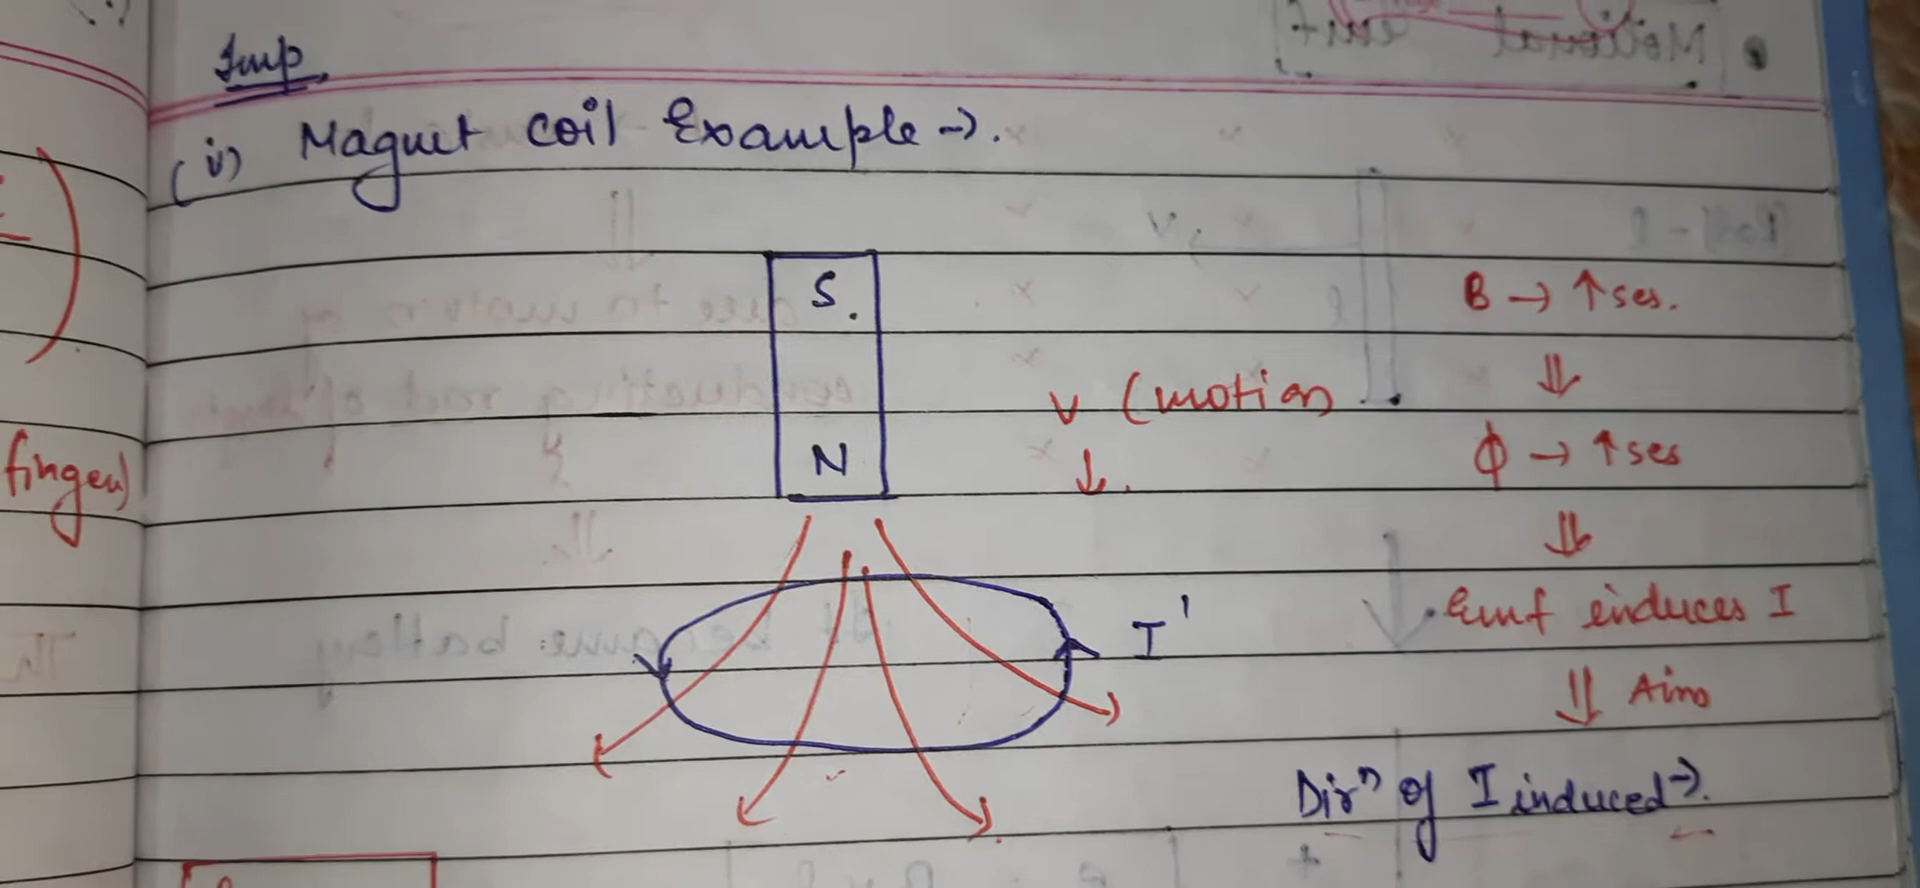 Imp.
(i) Magnet coil Example →.
S.
B → ↑ses.
⇓
v (motion
ϕ → ↑ses
N
↓.
⇓
fingers)
Emf induces I
I'
⇓ Aim
Dirⁿ of I induced →.